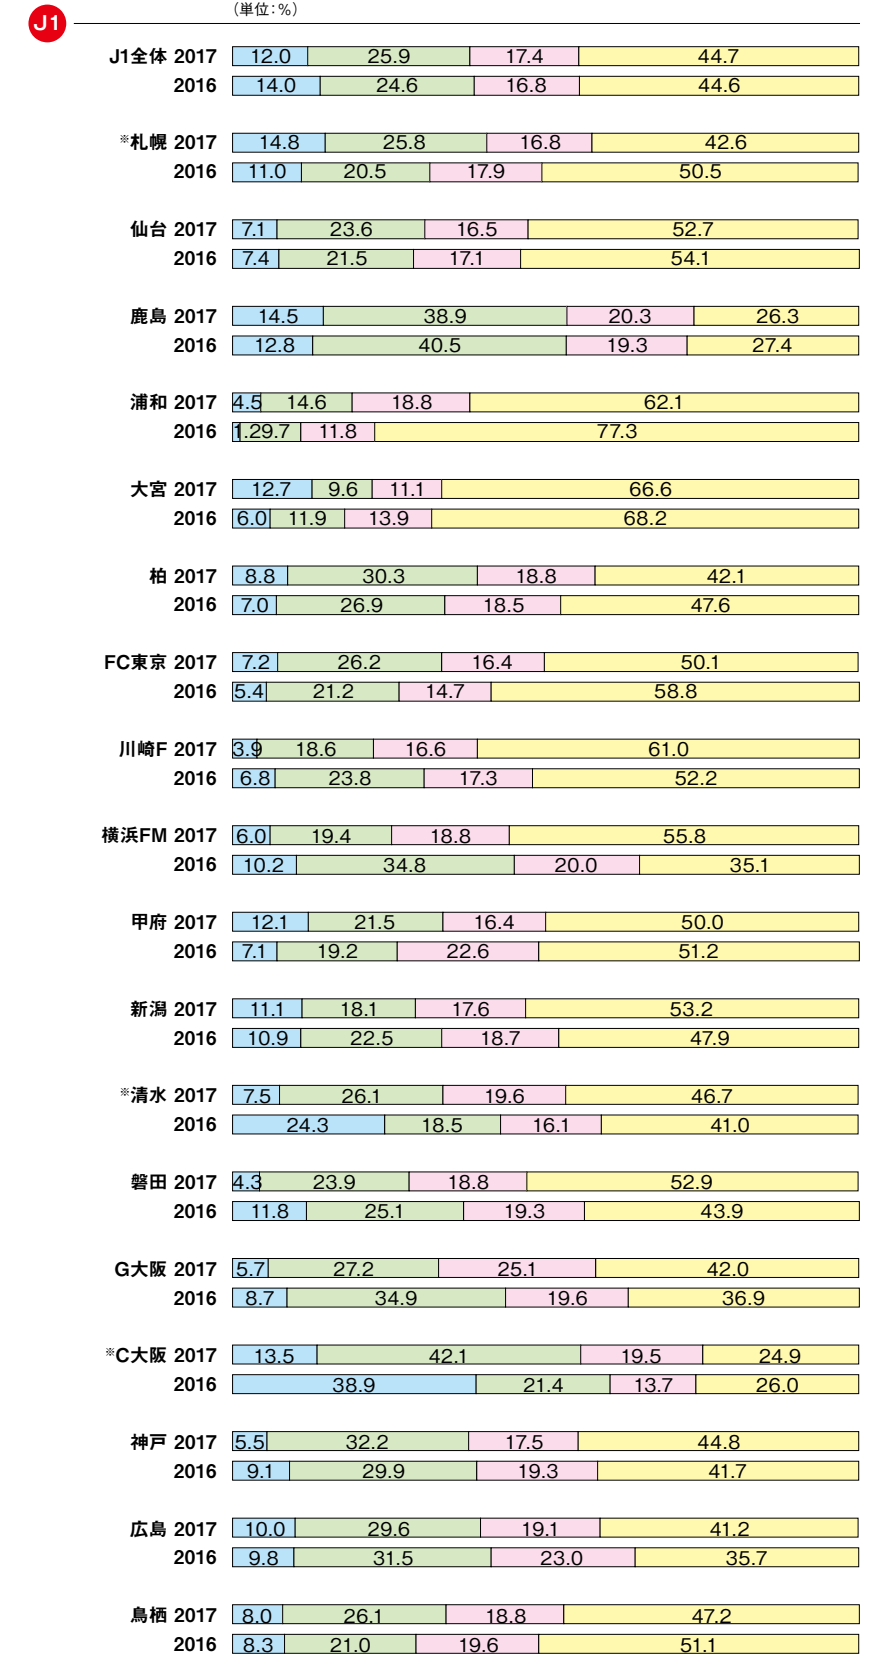 (単位:%)
J1
J1全体 2017 12.0 25.9 17.4 44.7
2016 14.0 24.6 16.8 44.6
※札幌 2017 14.8 25.8 16.8 42.6
2016 11.0 20.5 17.9 50.5
仙台 2017 7.1 23.6 16.5 52.7
2016 7.4 21.5 17.1 54.1
鹿島 2017 14.5 38.9 20.3 26.3
2016 12.8 40.5 19.3 27.4
浦和 2017 4.5 14.6 18.8 62.1
2016 1.2 9.7 11.8 77.3
大宮 2017 12.7 9.6 11.1 66.6
2016 6.0 11.9 13.9 68.2
柏 2017 8.8 30.3 18.8 42.1
2016 7.0 26.9 18.5 47.6
FC東京 2017 7.2 26.2 16.4 50.1
2016 5.4 21.2 14.7 58.8
川崎F 2017 3.9 18.6 16.6 61.0
2016 6.8 23.8 17.3 52.2
横浜FM 2017 6.0 19.4 18.8 55.8
2016 10.2 34.8 20.0 35.1
甲府 2017 12.1 21.5 16.4 50.0
2016 7.1 19.2 22.6 51.2
新潟 2017 11.1 18.1 17.6 53.2
2016 10.9 22.5 18.7 47.9
※清水 2017 7.5 26.1 19.6 46.7
2016 24.3 18.5 16.1 41.0
磐田 2017 4.3 23.9 18.8 52.9
2016 11.8 25.1 19.3 43.9
G大阪 2017 5.7 27.2 25.1 42.0
2016 8.7 34.9 19.6 36.9
※C大阪 2017 13.5 42.1 19.5 24.9
2016 38.9 21.4 13.7 26.0
神戸 2017 5.5 32.2 17.5 44.8
2016 9.1 29.9 19.3 41.7
広島 2017 10.0 29.6 19.1 41.2
2016 9.8 31.5 23.0 35.7
鳥栖 2017 8.0 26.1 18.8 47.2
2016 8.3 21.0 19.6 51.1